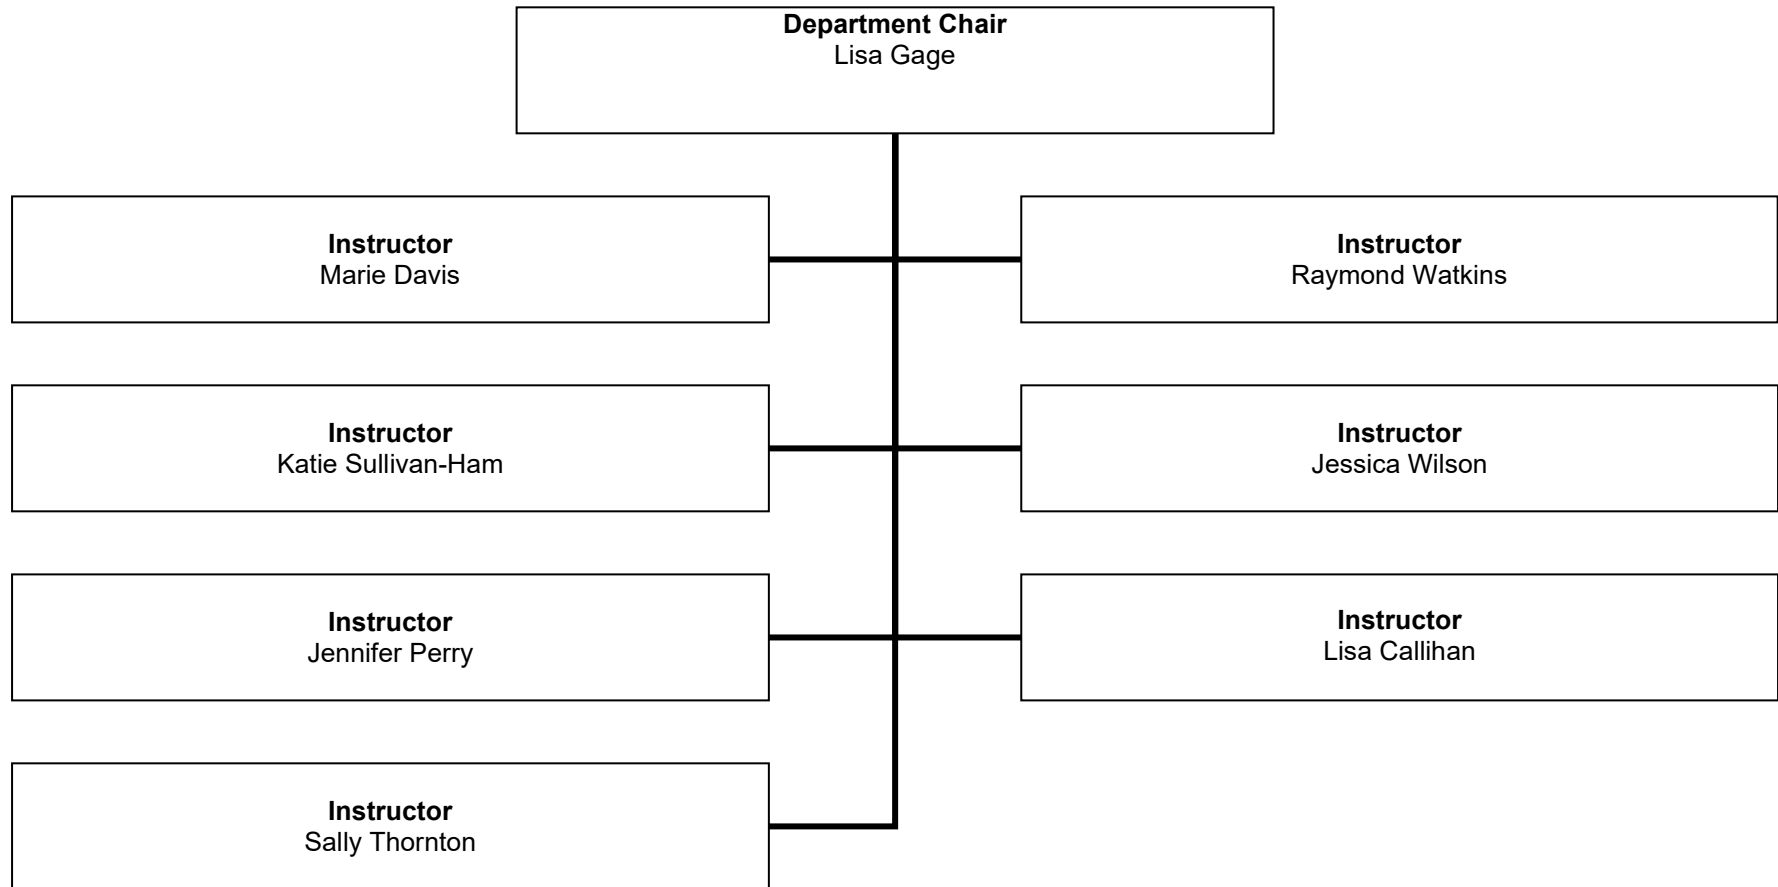 Department Chair
Lisa Gage
Instructor
Marie Davis
Instructor
Raymond Watkins
Instructor
Katie Sullivan-Ham
Instructor
Jessica Wilson
Instructor
Jennifer Perry
Instructor
Lisa Callihan
Instructor
Sally Thornton